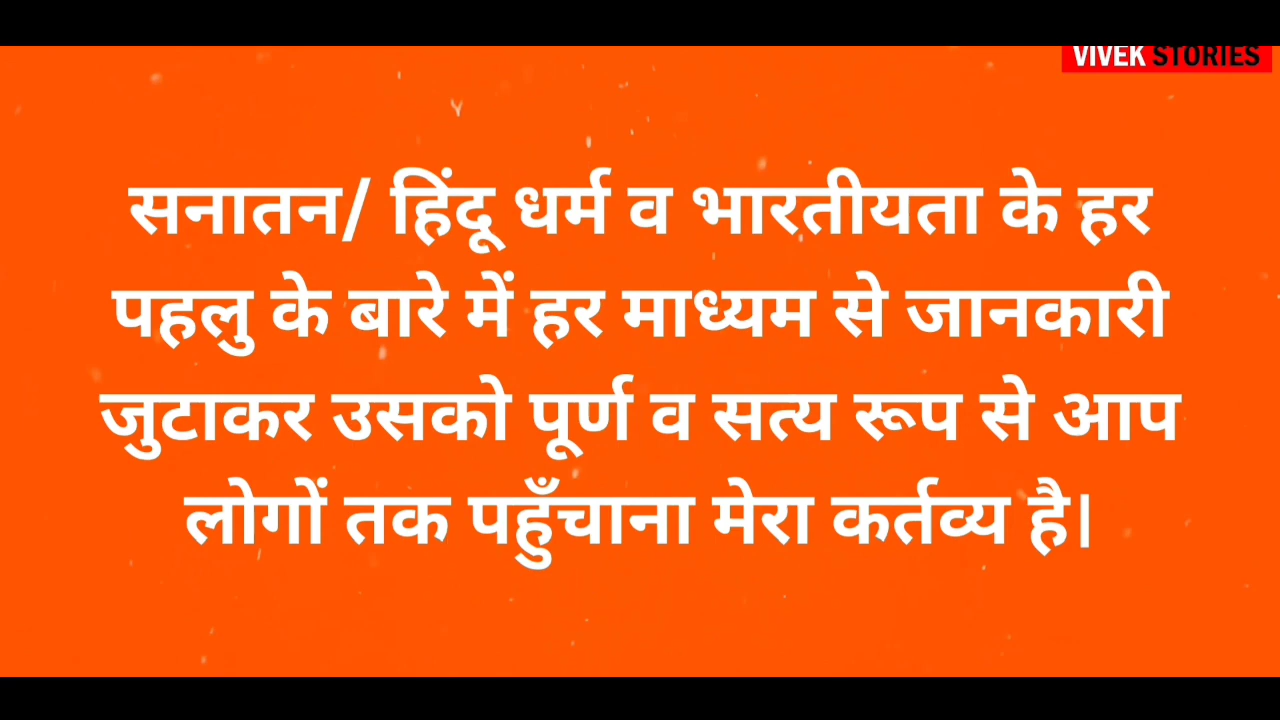 VIVEK STORIES
सनातन/ हिंदू धर्म व भारतीयता के हर
पहलु के बारे में हर माध्यम से जानकारी
जुटाकर उसको पूर्ण व सत्य रूप से आप
लोगों तक पहुँचाना मेरा कर्तव्य है।